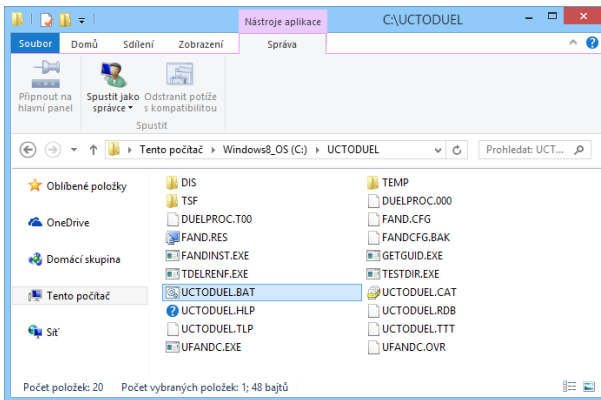 Nástroje aplikace C:\UCTODUEL
Soubor Domů Sdílení Zobrazení Správa
Připnout na hlavní panel
Spustit jako správce
Odstranit potíže s kompatibilitou
Spustit
Tento počítač Windows8_OS (C:) UCTODUEL Prohledat: UCT...
Oblíbené položky
OneDrive
Domácí skupina
Tento počítač
Síť
DIS TEMP
TSF DUELPROC.000
DUELPROC.T00 FAND.CFG
FAND.RES FANDCFG.BAK
FANDINST.EXE GETGUID.EXE
TDELRENF.EXE TESTDIR.EXE
UCTODUEL.BAT UCTODUEL.CAT
UCTODUEL.HLP UCTODUEL.RDB
UCTODUEL.TLP UCTODUEL.TTT
UFANDC.EXE UFANDC.OVR
Počet položek: 20 Počet vybraných položek: 1; 48 bajtů